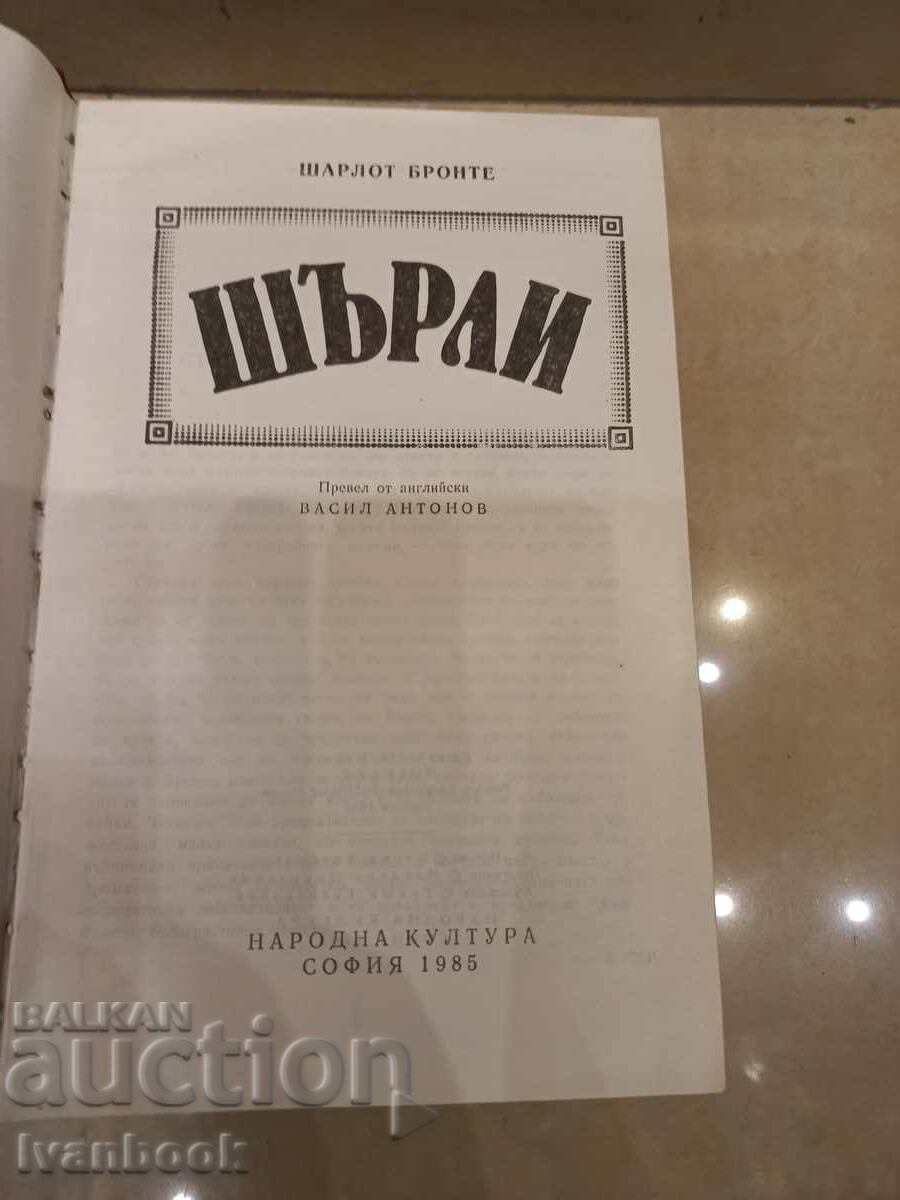 ШАРЛОТ БРОНТЕ
ШЪРЛИ
Превел от английски
ВАСИЛ АНТОНОВ
НАРОДНА КУЛТУРА
СОФИЯ 1985
BALKAN
auction
Ivanbook